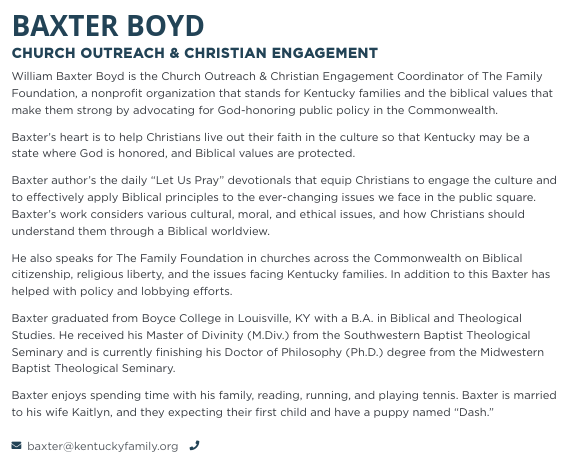 BAXTER BOYD
CHURCH OUTREACH & CHRISTIAN ENGAGEMENT
William Baxter Boyd is the Church Outreach & Christian Engagement Coordinator of The Family
Foundation, a nonprofit organization that stands for Kentucky families and the biblical values that
make them strong by advocating for God-honoring public policy in the Commonwealth.
Baxter’s heart is to help Christians live out their faith in the culture so that Kentucky may be a
state where God is honored, and Biblical values are protected.
Baxter author’s the daily “Let Us Pray” devotionals that equip Christians to engage the culture and
to effectively apply Biblical principles to the ever-changing issues we face in the public square.
Baxter’s work considers various cultural, moral, and ethical issues, and how Christians should
understand them through a Biblical worldview.
He also speaks for The Family Foundation in churches across the Commonwealth on Biblical
citizenship, religious liberty, and the issues facing Kentucky families. In addition to this Baxter has
helped with policy and lobbying efforts.
Baxter graduated from Boyce College in Louisville, KY with a B.A. in Biblical and Theological
Studies. He received his Master of Divinity (M.Div.) from the Southwestern Baptist Theological
Seminary and is currently finishing his Doctor of Philosophy (Ph.D.) degree from the Midwestern
Baptist Theological Seminary.
Baxter enjoys spending time with his family, reading, running, and playing tennis. Baxter is married
to his wife Kaitlyn, and they expecting their first child and have a puppy named “Dash.”
baxter@kentuckyfamily.org